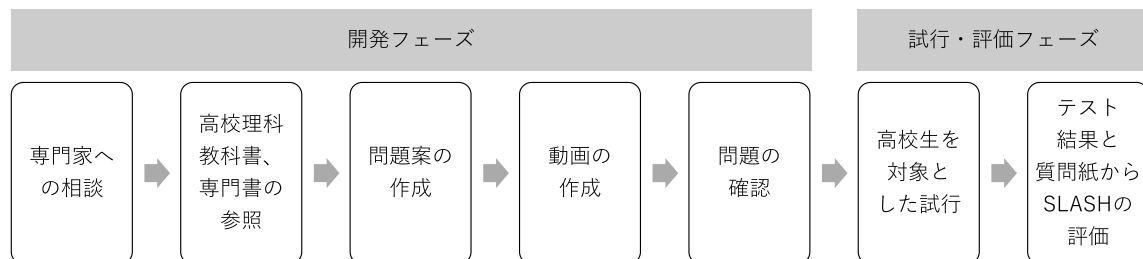 開発フェーズ
試行・評価フェーズ
専門家へ
の相談
高校理科
教科書、
専門書の
参照
問題案の
作成
動画の
作成
問題の
確認
高校生を
対象と
した試行
テスト
結果と
質問紙から
SLASHの
評価